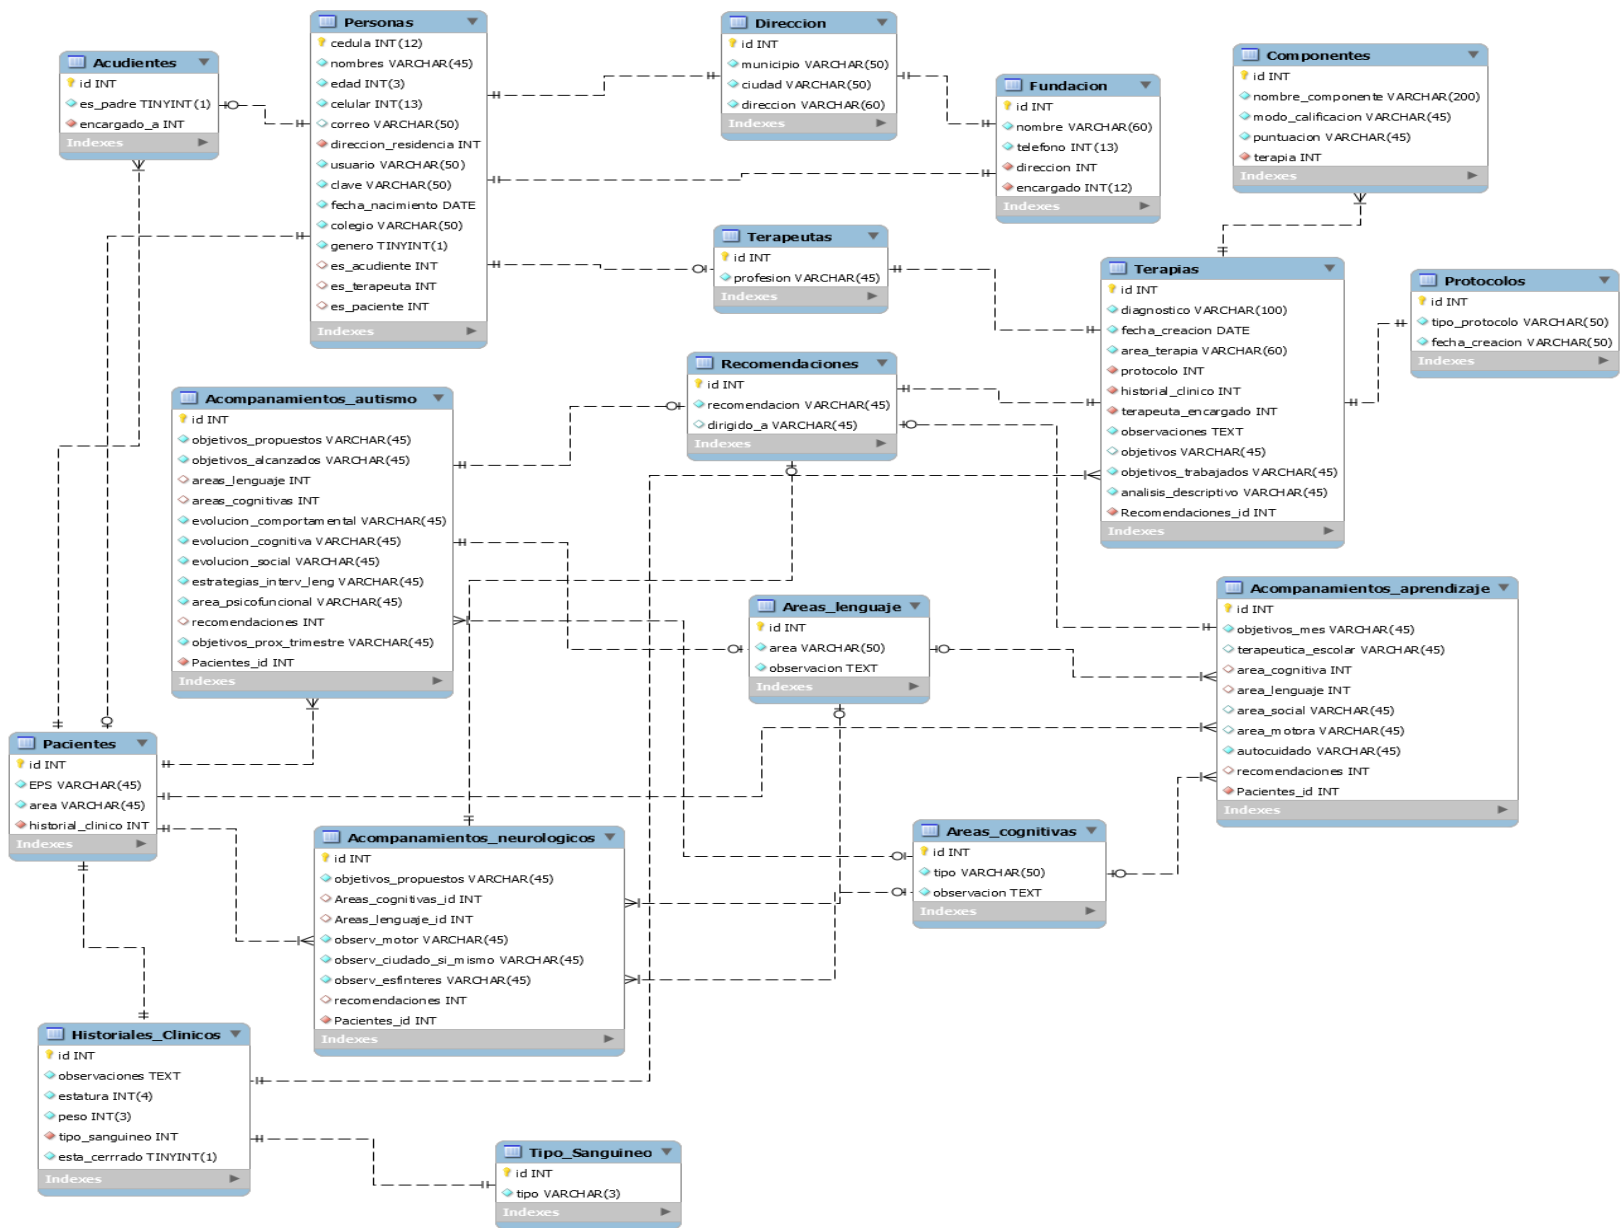 Personas
cedula INT(12)
nombres VARCHAR(45)
edad INT(3)
celular INT(13)
correo VARCHAR(50)
direccion_residencia INT
usuario VARCHAR(50)
clave VARCHAR(50)
fecha_nacimiento DATE
colegio VARCHAR(50)
genero TINYINT(1)
es_acudiente INT
es_terapeuta INT
es_paciente INT
Indexes
Direccion
id INT
municipio VARCHAR(50)
ciudad VARCHAR(50)
direccion VARCHAR(60)
Indexes
Acudientes
id INT
es_padre TINYINT(1)
encargado_a INT
Indexes
Fundacion
id INT
nombre VARCHAR(60)
telefono INT(13)
direccion INT
encargado INT(12)
Indexes
Componentes
id INT
nombre_componente VARCHAR(200)
modo_calificacion VARCHAR(45)
puntuacion VARCHAR(45)
terapia INT
Indexes
Terapeutas
id INT
profesion VARCHAR(45)
Indexes
Terapias
id INT
diagnostico VARCHAR(100)
fecha_creacion DATE
area_terapia VARCHAR(60)
protocolo INT
historial_clinico INT
terapeuta_encargado INT
observaciones TEXT
objetivos VARCHAR(45)
objetivos_trabajados VARCHAR(45)
analisis_descriptivo VARCHAR(45)
Recomendaciones_id INT
Indexes
Protocolos
id INT
tipo_protocolo VARCHAR(50)
fecha_creacion VARCHAR(50)
Indexes
Recomendaciones
id INT
recomendacion VARCHAR(45)
dirigido_a VARCHAR(45)
Indexes
Acompanamientos_autismo
id INT
objetivos_propuestos VARCHAR(45)
objetivos_alcanzados VARCHAR(45)
areas_lenguaje INT
areas_cognitivas INT
evolucion_comportamental VARCHAR(45)
evolucion_cognitiva VARCHAR(45)
evolucion_social VARCHAR(45)
estrategias_interv_leng VARCHAR(45)
area_psicofuncional VARCHAR(45)
recomendaciones INT
objetivos_prox_trimestre VARCHAR(45)
Pacientes_id INT
Indexes
Areas_lenguaje
id INT
area VARCHAR(50)
observacion TEXT
Indexes
Acompanamientos_aprendizaje
id INT
objetivos_mes VARCHAR(45)
terapeutica_escolar VARCHAR(45)
area_cognitiva INT
area_lenguaje INT
area_social VARCHAR(45)
area_motora VARCHAR(45)
autocuidado VARCHAR(45)
recomendaciones INT
Pacientes_id INT
Indexes
Pacientes
id INT
EPS VARCHAR(45)
area VARCHAR(45)
historial_clinico INT
Indexes
Acompanamientos_neurologicos
id INT
objetivos_propuestos VARCHAR(45)
Areas_cognitivas_id INT
Areas_lenguaje_id INT
observ_motor VARCHAR(45)
observ_ciudado_si_mismo VARCHAR(45)
observ_esfinteres VARCHAR(45)
recomendaciones INT
Pacientes_id INT
Indexes
Areas_cognitivas
id INT
tipo VARCHAR(50)
observacion TEXT
Indexes
Historiales_Clinicos
id INT
observaciones TEXT
estatura INT(4)
peso INT(3)
tipo_sanguineo INT
esta_cerrrado TINYINT(1)
Indexes
Tipo_Sanguineo
id INT
tipo VARCHAR(3)
Indexes